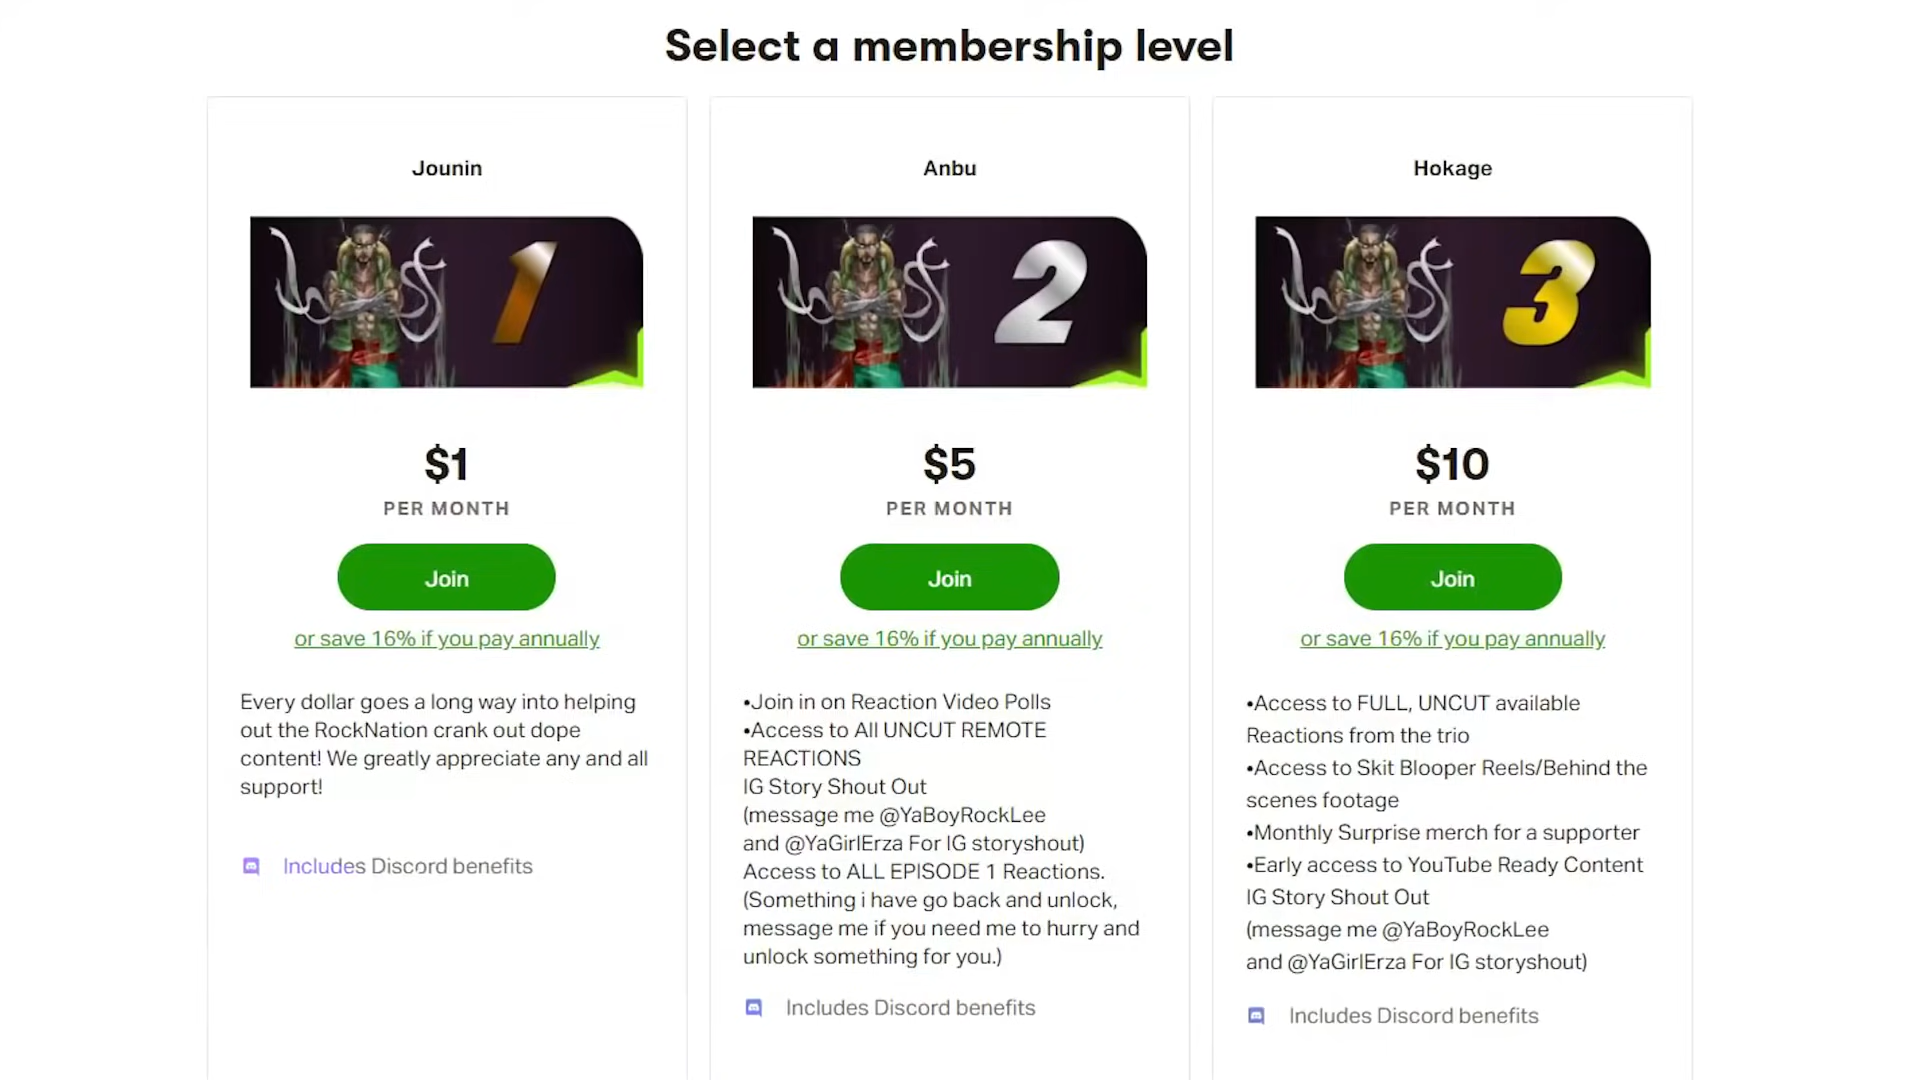 Select a membership level
Jounin
1
$1
PER MONTH
Join
or save 16% if you pay annually
Every dollar goes a long way into helping
out the RockNation crank out dope
content! We greatly appreciate any and all
support!
Includes Discord benefits
Anbu
2
$5
PER MONTH
Join
or save 16% if you pay annually
•Join in on Reaction Video Polls
•Access to All UNCUT REMOTE
REACTIONS
IG Story Shout Out
(message me @YaBoyRockLee
and @YaGirlErza For IG storyshout)
Access to ALL EPISODE 1 Reactions.
(Something i have go back and unlock,
message me if you need me to hurry and
unlock something for you.)
Includes Discord benefits
Hokage
3
$10
PER MONTH
Join
or save 16% if you pay annually
•Access to FULL, UNCUT available
Reactions from the trio
•Access to Skit Blooper Reels/Behind the
scenes footage
•Monthly Surprise merch for a supporter
•Early access to YouTube Ready Content
IG Story Shout Out
(message me @YaBoyRockLee
and @YaGirlErza For IG storyshout)
Includes Discord benefits